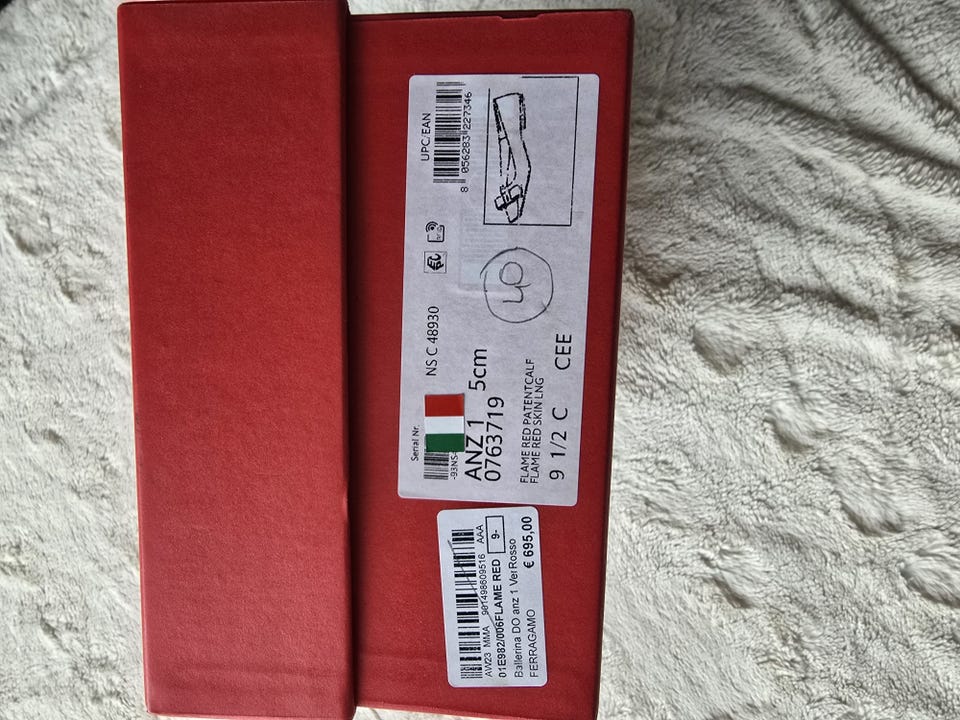 Serial Nr.
NS C 48930
UPC/EAN
8 056283 227346
ANZ 1 5cm
0763719
40
FLAME RED PATENTCALF
FLAME RED SKIN LNG
9 1/2 C CEE
AW23 MMA 901498609516 AAA
01E982/006FLAME RED 9-
Ballerina DO anz 1 Ver Rosso
FERRAGAMO € 695,00